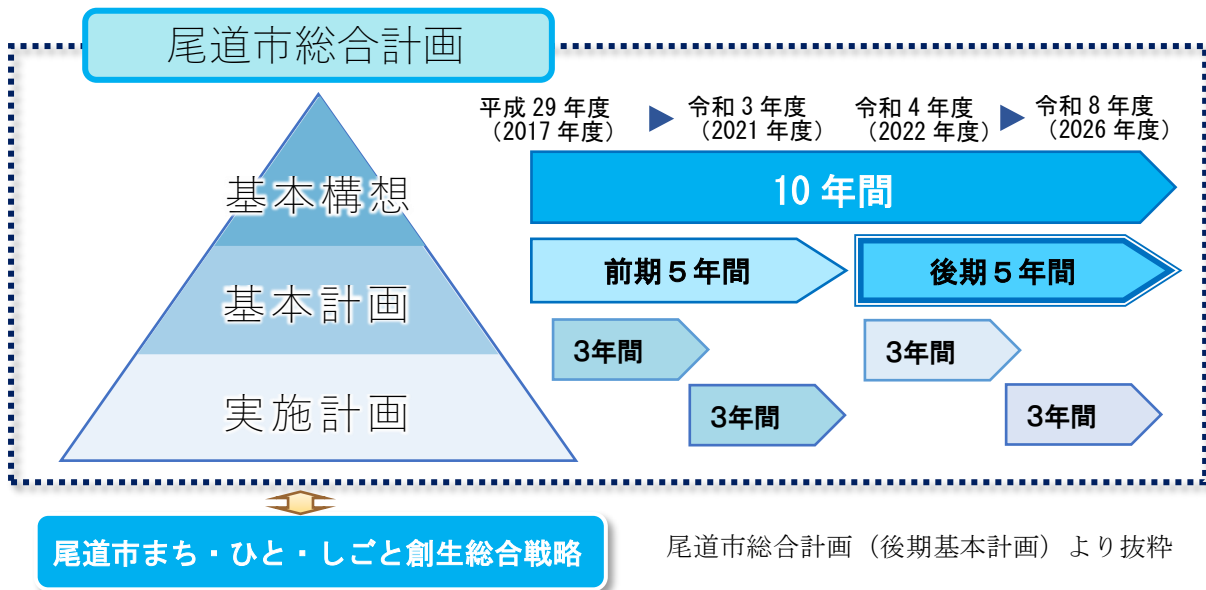 尾道市総合計画
平成 29 年度
（2017 年度）
令和 3 年度
（2021 年度）
令和 4 年度
（2022 年度）
令和 8 年度
（2026 年度）
基本構想
10 年間
基本計画
前期５年間
後期５年間
実施計画
3年間
3年間
3年間
3年間
尾道市まち・ひと・しごと創生総合戦略
尾道市総合計画（後期基本計画）より抜粋